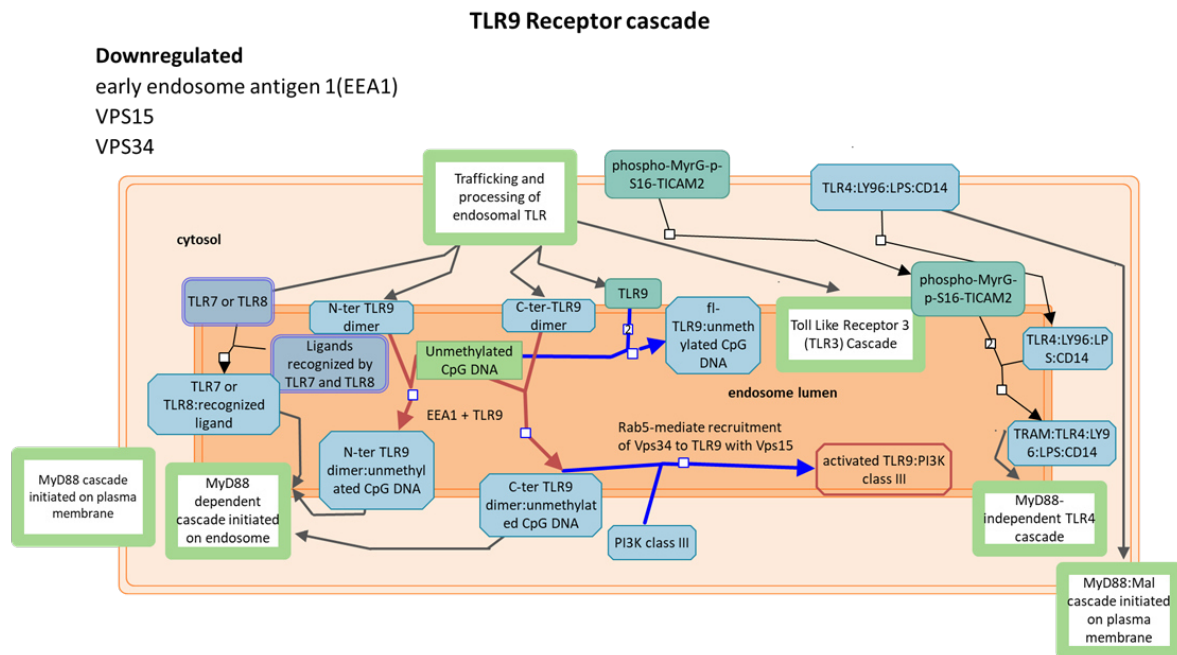 TLR9 Receptor cascade
Downregulated
early endosome antigen 1(EEA1)
VPS15
VPS34
Trafficking and
processing of
endosomal TLR
phospho-MyrG-p-
S16-TICAM2
TLR4:LY96:LPS:CD14
cytosol
TLR7 or TLR8
N-ter TLR9
dimer
C-ter-TLR9
dimer
TLR9
fl-
TLR9:unmeth
ylated CpG
DNA
2
Toll Like Receptor 3
(TLR3) Cascade
phospho-MyrG-
p-S16-TICAM2
2
TLR4:LY96:LP
S:CD14
Ligands
recognized by
TLR7 and TLR8
Unmethylated
CpG DNA
TLR7 or
TLR8:recognized
ligand
EEA1 + TLR9
endosome lumen
Rab5-mediate recruitment
of Vps34 to TLR9 with Vps15
N-ter TLR9
dimer:unmethyl
ated CpG DNA
C-ter TLR9
dimer:unmethylat
ed CpG DNA
activated TLR9:PI3K
class III
TRAM:TLR4:LY9
6:LPS:CD14
MyD88 cascade
initiated on plasma
membrane
MyD88
dependent
cascade initiated
on endosome
PI3K class III
MyD88-
independent TLR4
cascade
MyD88:Mal
cascade initiated
on plasma
membrane